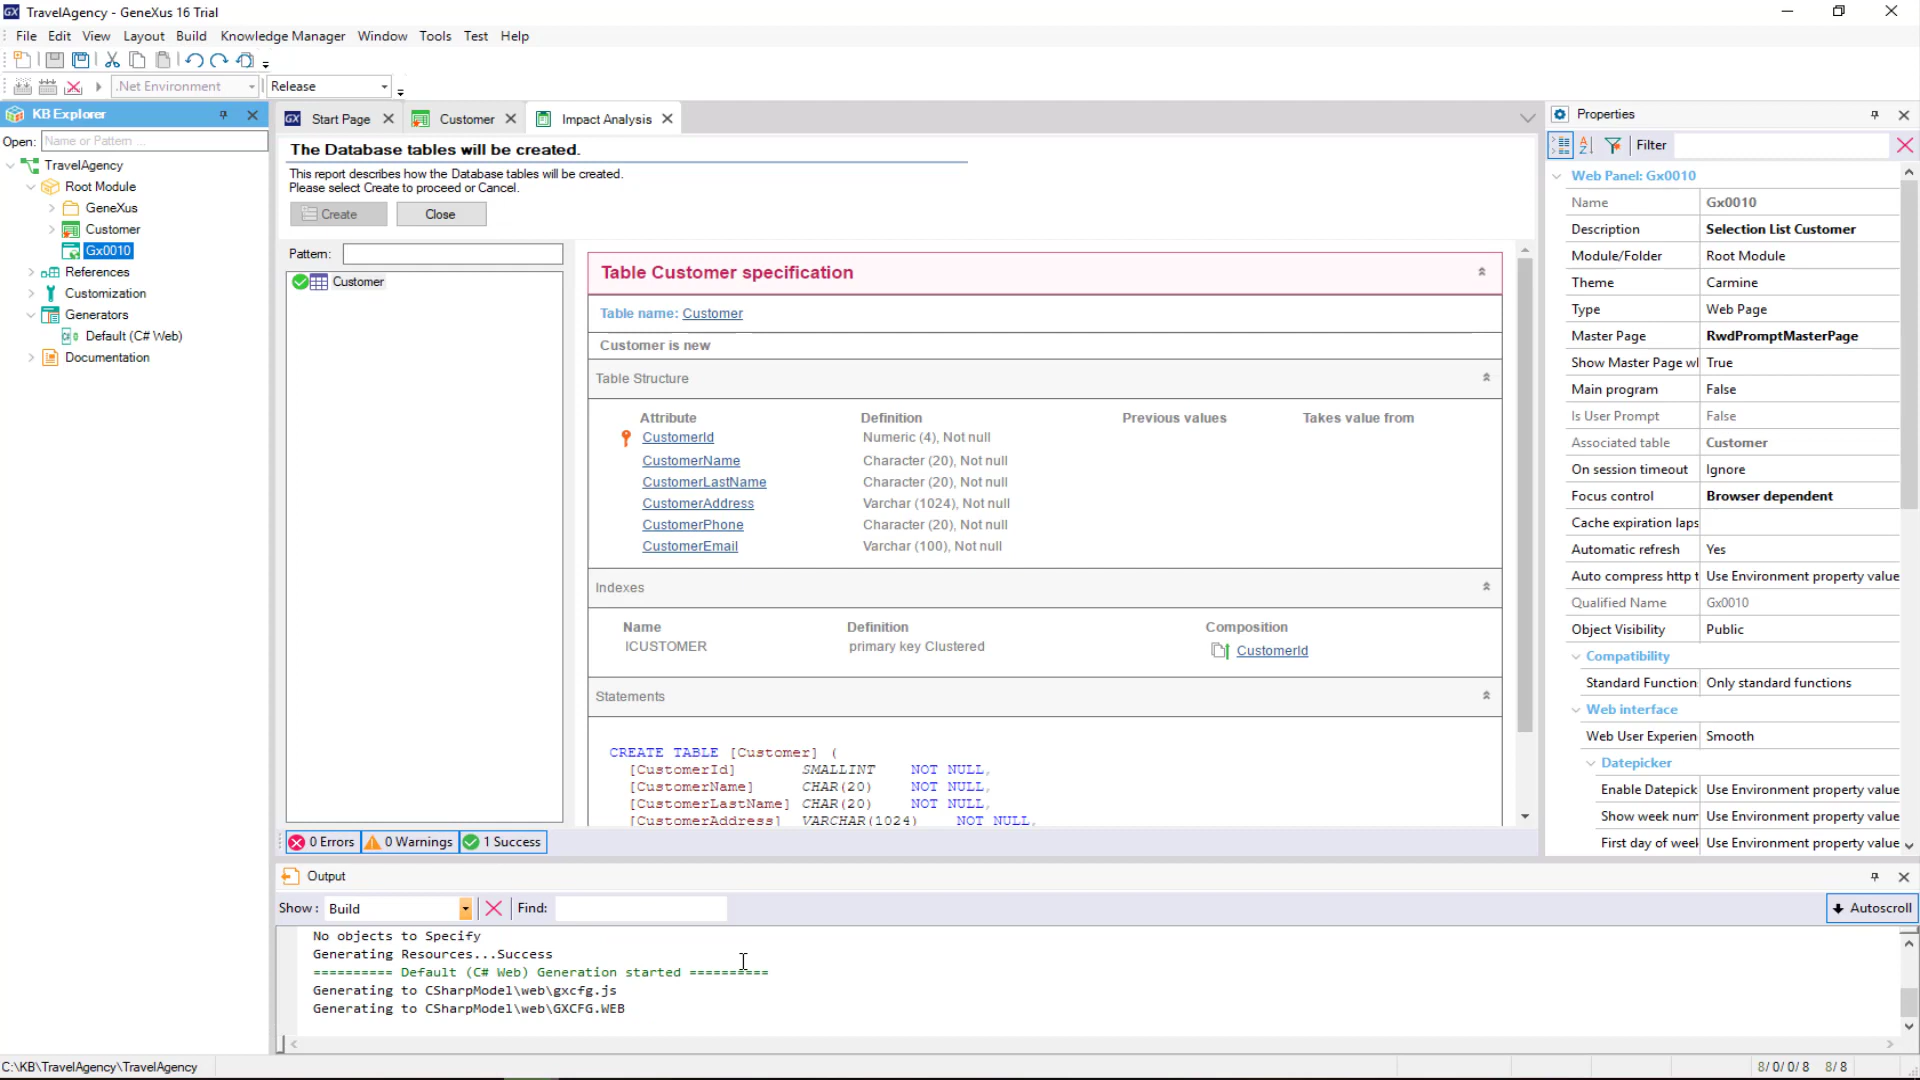 TravelAgency - GeneXus 16 Trial
File Edit View Layout Build Knowledge Manager Window Tools Test Help
.Net Environment Release
KB Explorer
Open: Name or Pattern ...
TravelAgency
Root Module
GeneXus
Customer
Gx0010
References
Customization
Generators
Default (C# Web)
Documentation
Start Page Customer Impact Analysis
The Database tables will be created.
This report describes how the Database tables will be created.
Please select Create to proceed or Cancel.
Create Close
Pattern:
Customer
Table Customer specification
Table name: Customer
Customer is new
Table Structure
Attribute Definition Previous values Takes value from
CustomerId Numeric (4), Not null
CustomerName Character (20), Not null
CustomerLastName Character (20), Not null
CustomerAddress Varchar (1024), Not null
CustomerPhone Character (20), Not null
CustomerEmail Varchar (100), Not null
Indexes
Name Definition Composition
ICUSTOMER primary key Clustered CustomerId
Statements
CREATE TABLE [Customer] (
[CustomerId] SMALLINT NOT NULL,
[CustomerName] CHAR(20) NOT NULL,
[CustomerLastName] CHAR(20) NOT NULL,
[CustomerAddress] VARCHAR(1024) NOT NULL,
0 Errors 0 Warnings 1 Success
Output
Show : Build Find: Autoscroll
No objects to Specify
Generating Resources...Success
========== Default (C# Web) Generation started ==========
Generating to CSharpModel\web\gxcfg.js
Generating to CSharpModel\web\GXCFG.WEB
Properties
Filter
Web Panel: Gx0010
Name Gx0010
Description Selection List Customer
Module/Folder Root Module
Theme Carmine
Type Web Page
Master Page RwdPromptMasterPage
Show Master Page wl True
Main program False
Is User Prompt False
Associated table Customer
On session timeout Ignore
Focus control Browser dependent
Cache expiration laps
Automatic refresh Yes
Auto compress http t Use Environment property value
Qualified Name Gx0010
Object Visibility Public
Compatibility
Standard Function Only standard functions
Web interface
Web User Experien Smooth
Datepicker
Enable Datepick Use Environment property value
Show week num Use Environment property value
First day of weel Use Environment property value
C:\KB\TravelAgency\TravelAgency 8/0/0/8 8/8